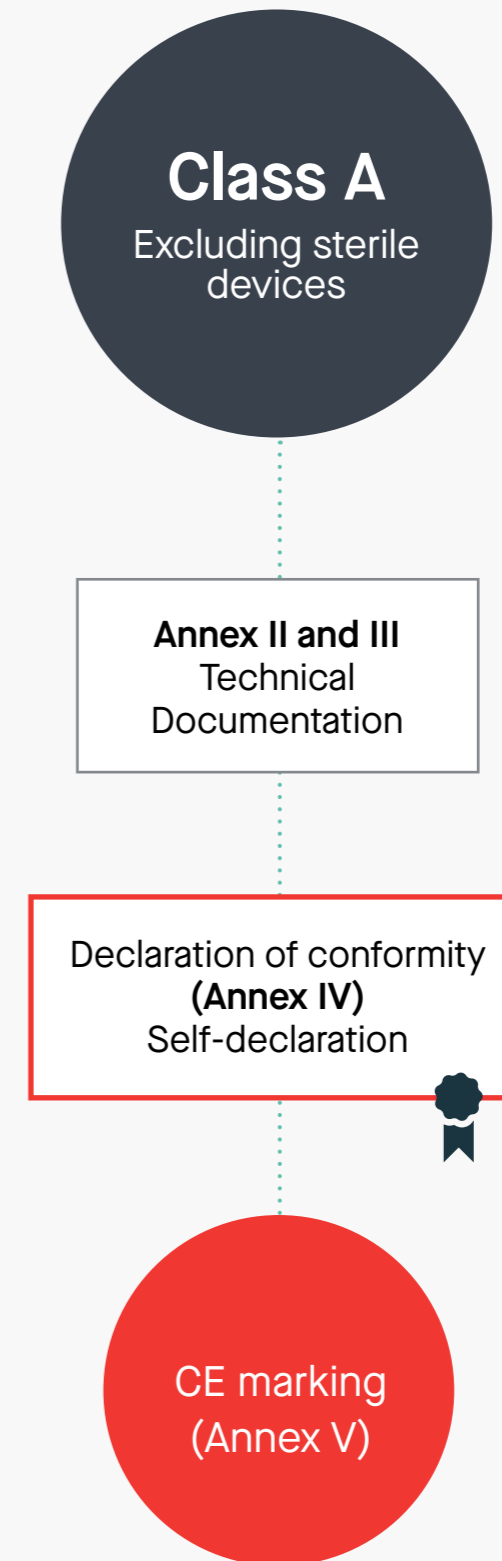 Class A
Excluding sterile
devices
Annex II and III
Technical
Documentation
Declaration of conformity
(Annex IV)
Self-declaration
CE marking
(Annex V)